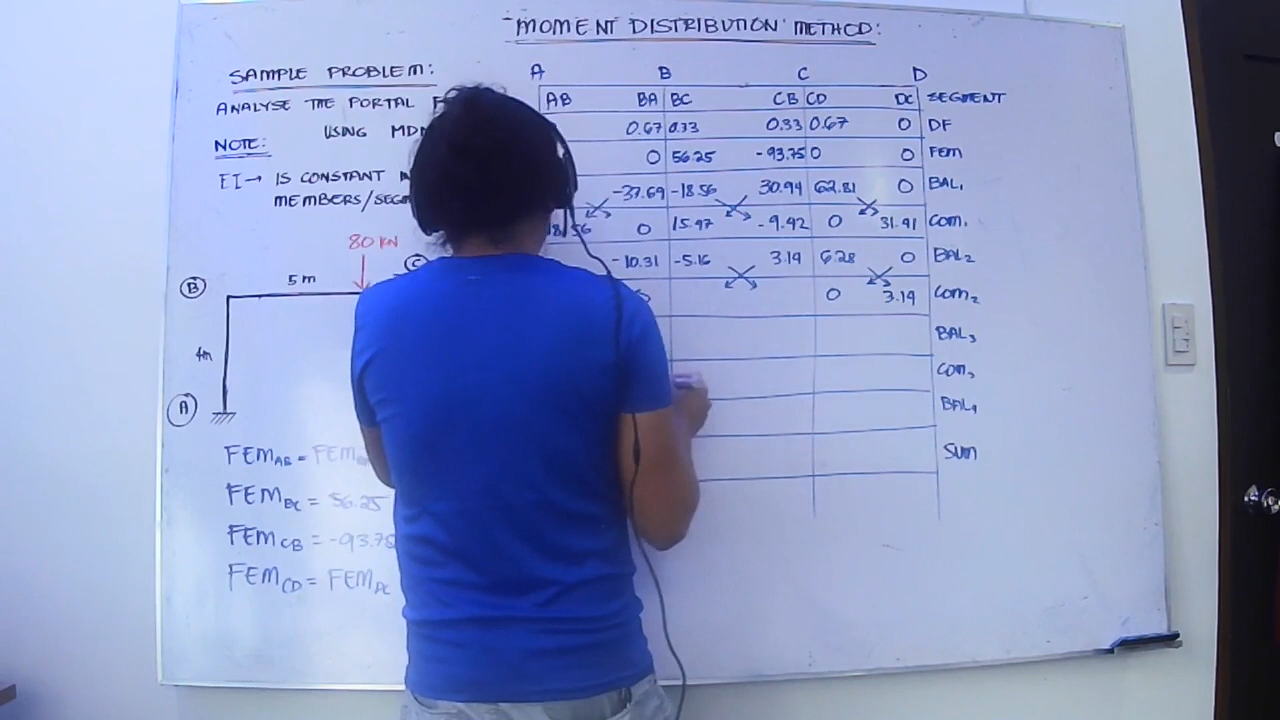 "MOMENT DISTRIBUTION" METHOD:
SAMPLE PROBLEM:
ANALYSE THE PORTAL
USING
NOTE:
EI → IS CONSTANT
MEMBERS/
80 KN
5m
C
B
4m
A
FEM_AB = FEM
FEM_BC = 56.25
FEM_CB = -93.75
FEM_CD = FEM_DC
A B C D
AB BA BC CB CD DC SEGMENT
0.67 0.33 0.33 0.67 0 DF
0 56.25 -93.75 0 0 FEM
-37.69 -18.56 30.94 62.81 0 BAL₁
18.56 0 15.47 -9.42 0 31.41 COM₁
-10.31 -5.16 3.14 6.28 0 BAL₂
0 3.14 COM₂
BAL₃
COM₃
BAL₄
SUM